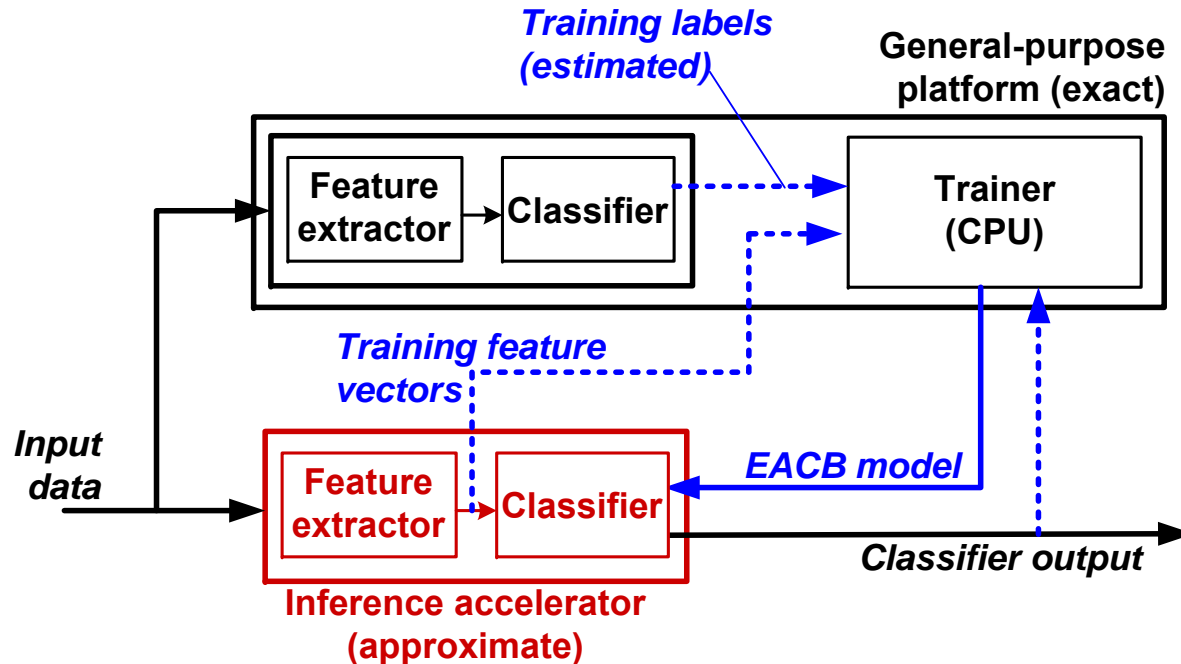 Training labels
(estimated)
General-purpose
platform (exact)
Feature
extractor
Classifier
Trainer
(CPU)
Training feature
vectors
Input
data
Feature
extractor
Classifier
EACB model
Classifier output
Inference accelerator
(approximate)